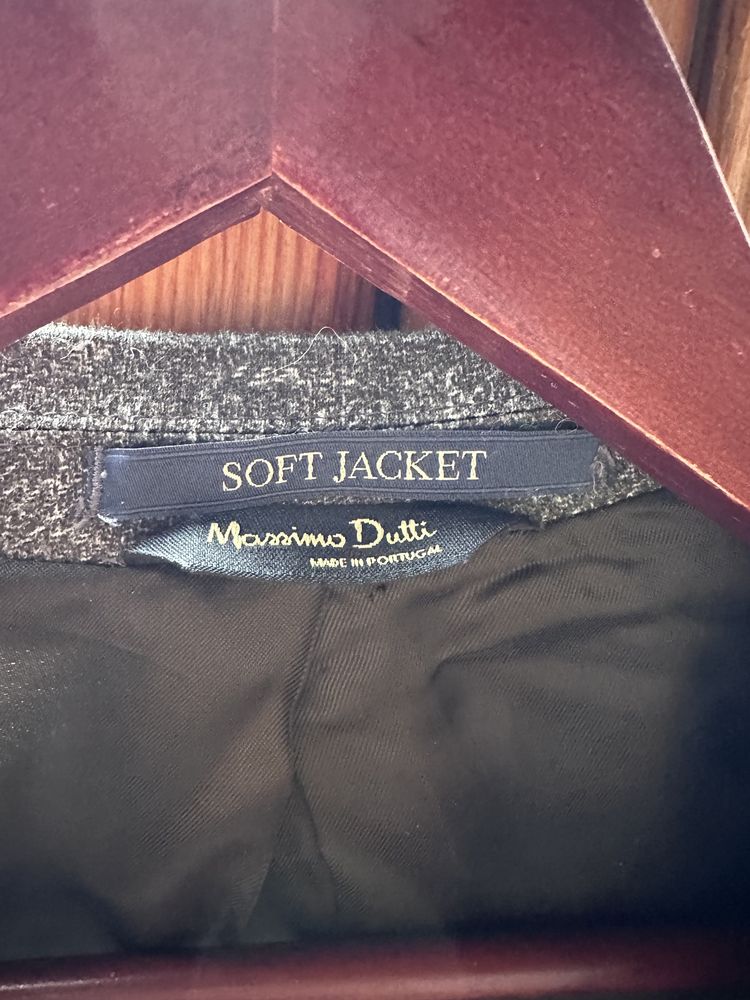 SOFT JACKET
Massimo Dutti
MADE IN PORTUGAL